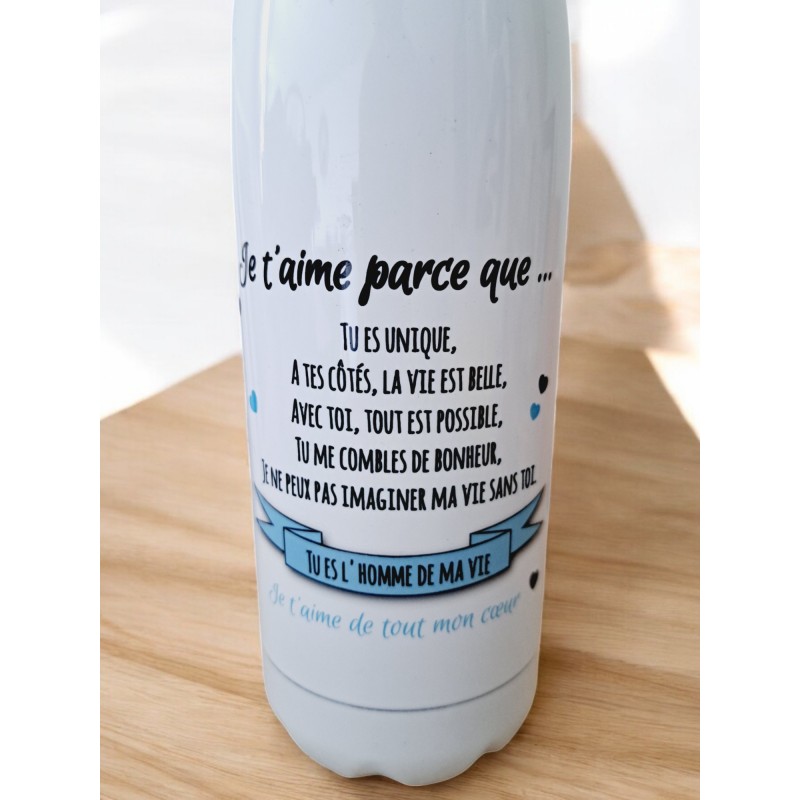 Je t'aime parce que ...
TU ES UNIQUE,
A TES CÔTÉS, LA VIE EST BELLE,
AVEC TOI, TOUT EST POSSIBLE,
TU ME COMBLES DE BONHEUR,
JE NE PEUX PAS IMAGINER MA VIE SANS TOI.
TU ES L'HOMME DE MA VIE
Je t'aime de tout mon cœur